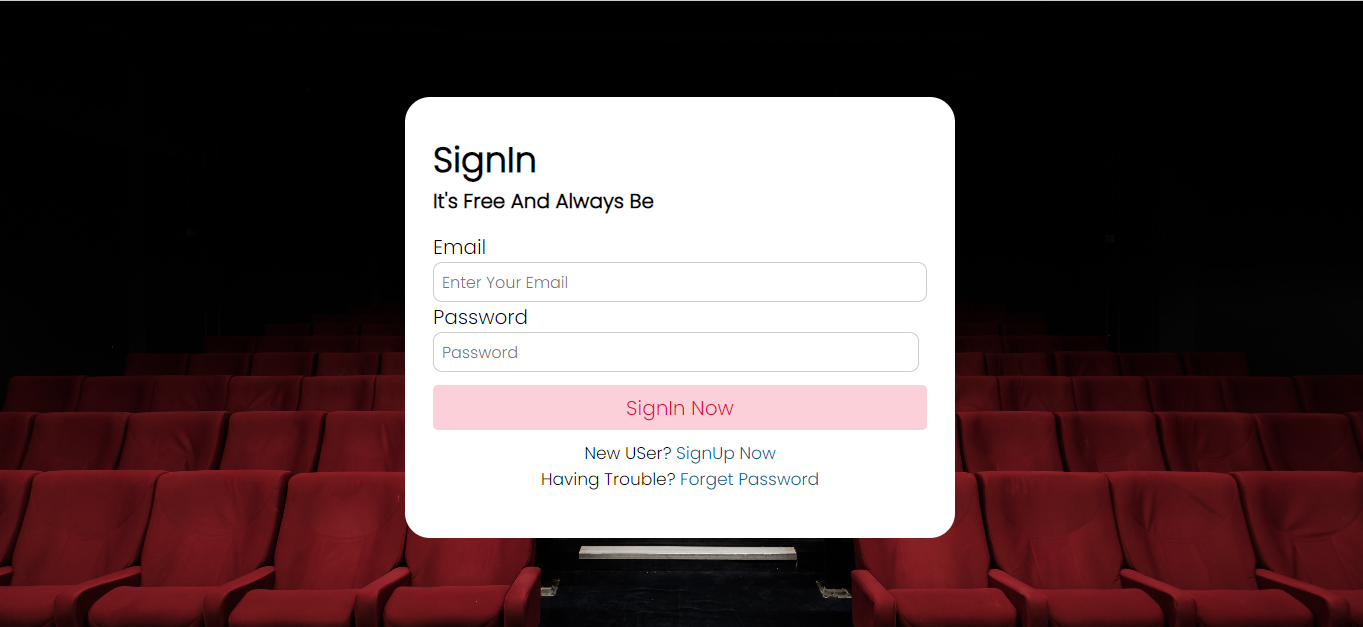 SignIn
It's Free And Always Be
Email
Enter Your Email
Password
Password
SignIn Now
New USer? SignUp Now
Having Trouble? Forget Password